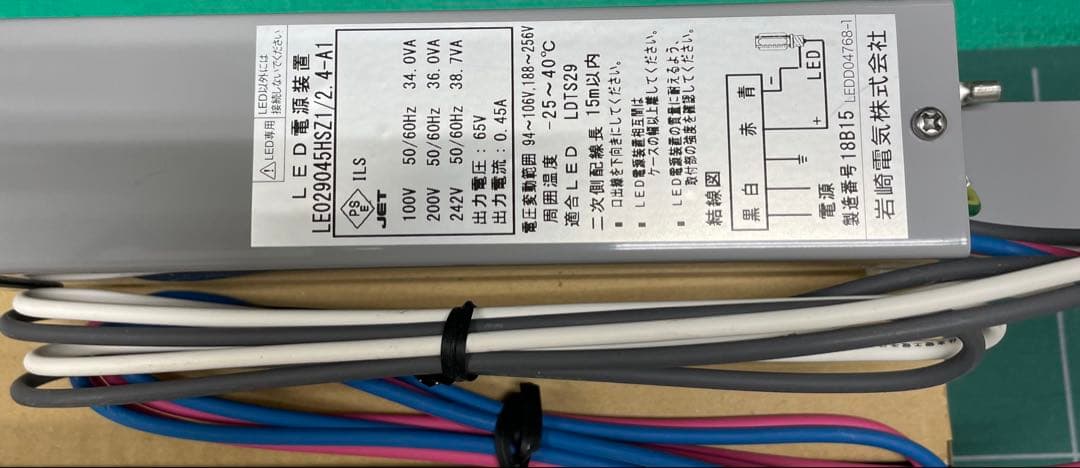 ⚠LED専用
LED以外には
接続しないでください
LED電源装置
LE029045HSZ1/2.4-A1
PS
E
JET
ILS
100V 50/60Hz 34.0VA
200V 50/60Hz 36.0VA
242V 50/60Hz 38.7VA
出力電圧:65V
出力電流:0.45A
電圧変動範囲 94~106V,188~256V
周囲温度 -25~40℃
適合LED LDTS29
二次側配線長 15m以内
■ 口出線を下向きにしてください。
■ LED電源装置相互間は
ケースの幅以上離してください。
■ LED電源装置の質量に耐えるよう、
取付部の強度を確認してください。
結線図
黒 白 赤 青
- + LED
電源
製造番号 18B15 LEDD04768-1
岩崎電気株式会社